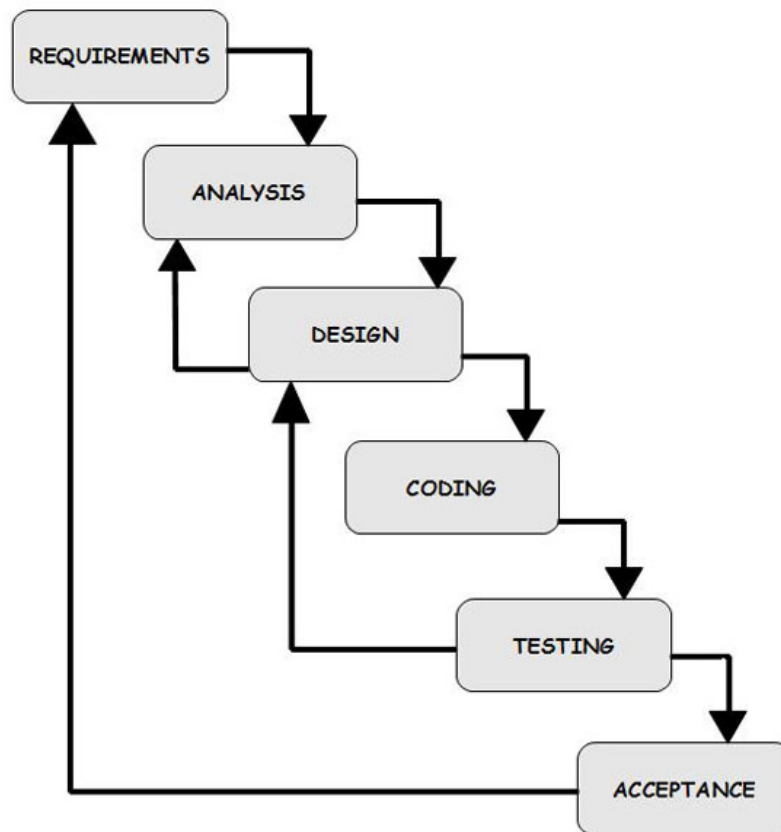 REQUIREMENTS
ANALYSIS
DESIGN
CODING
TESTING
ACCEPTANCE